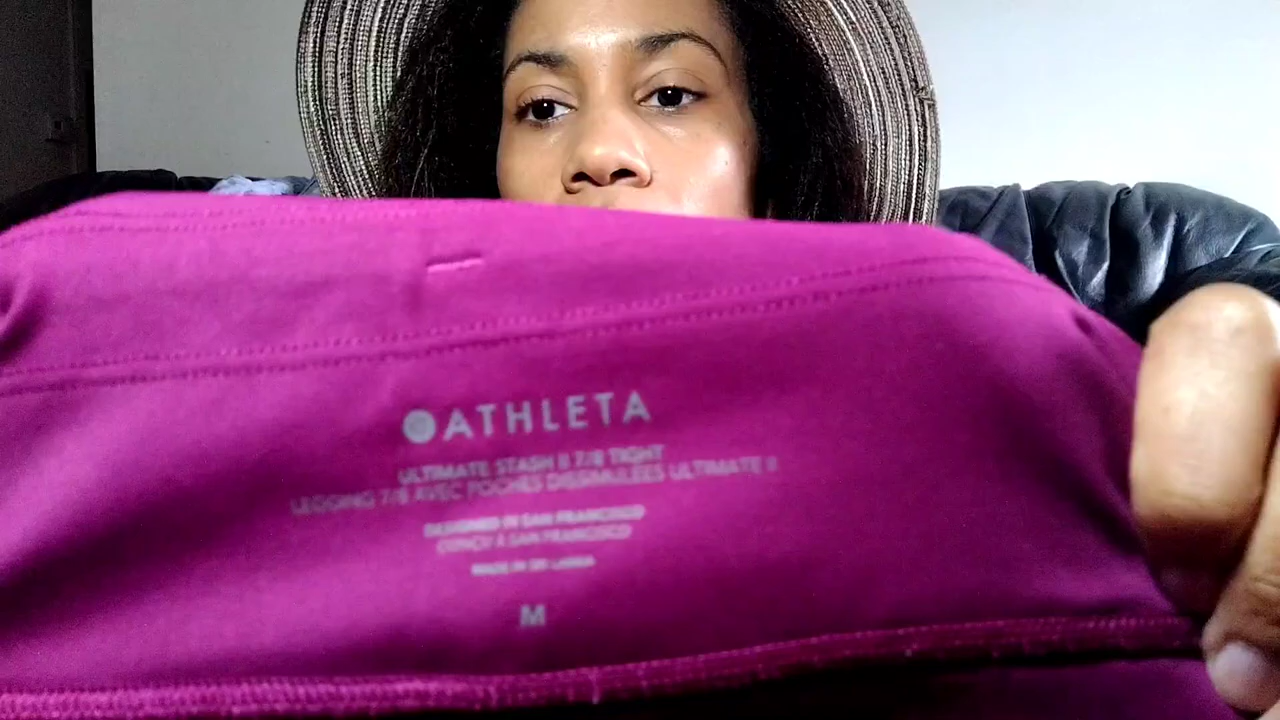 ATHLETA
ULTIMATE STASH II 7/8 TIGHT
LEGGING 7/8 AVEC POCHES DISSIMULÉES ULTIMATE II
DESIGNED IN SAN FRANCISCO
CONÇU À SAN FRANCISCO
MADE IN SRI LANKA
M